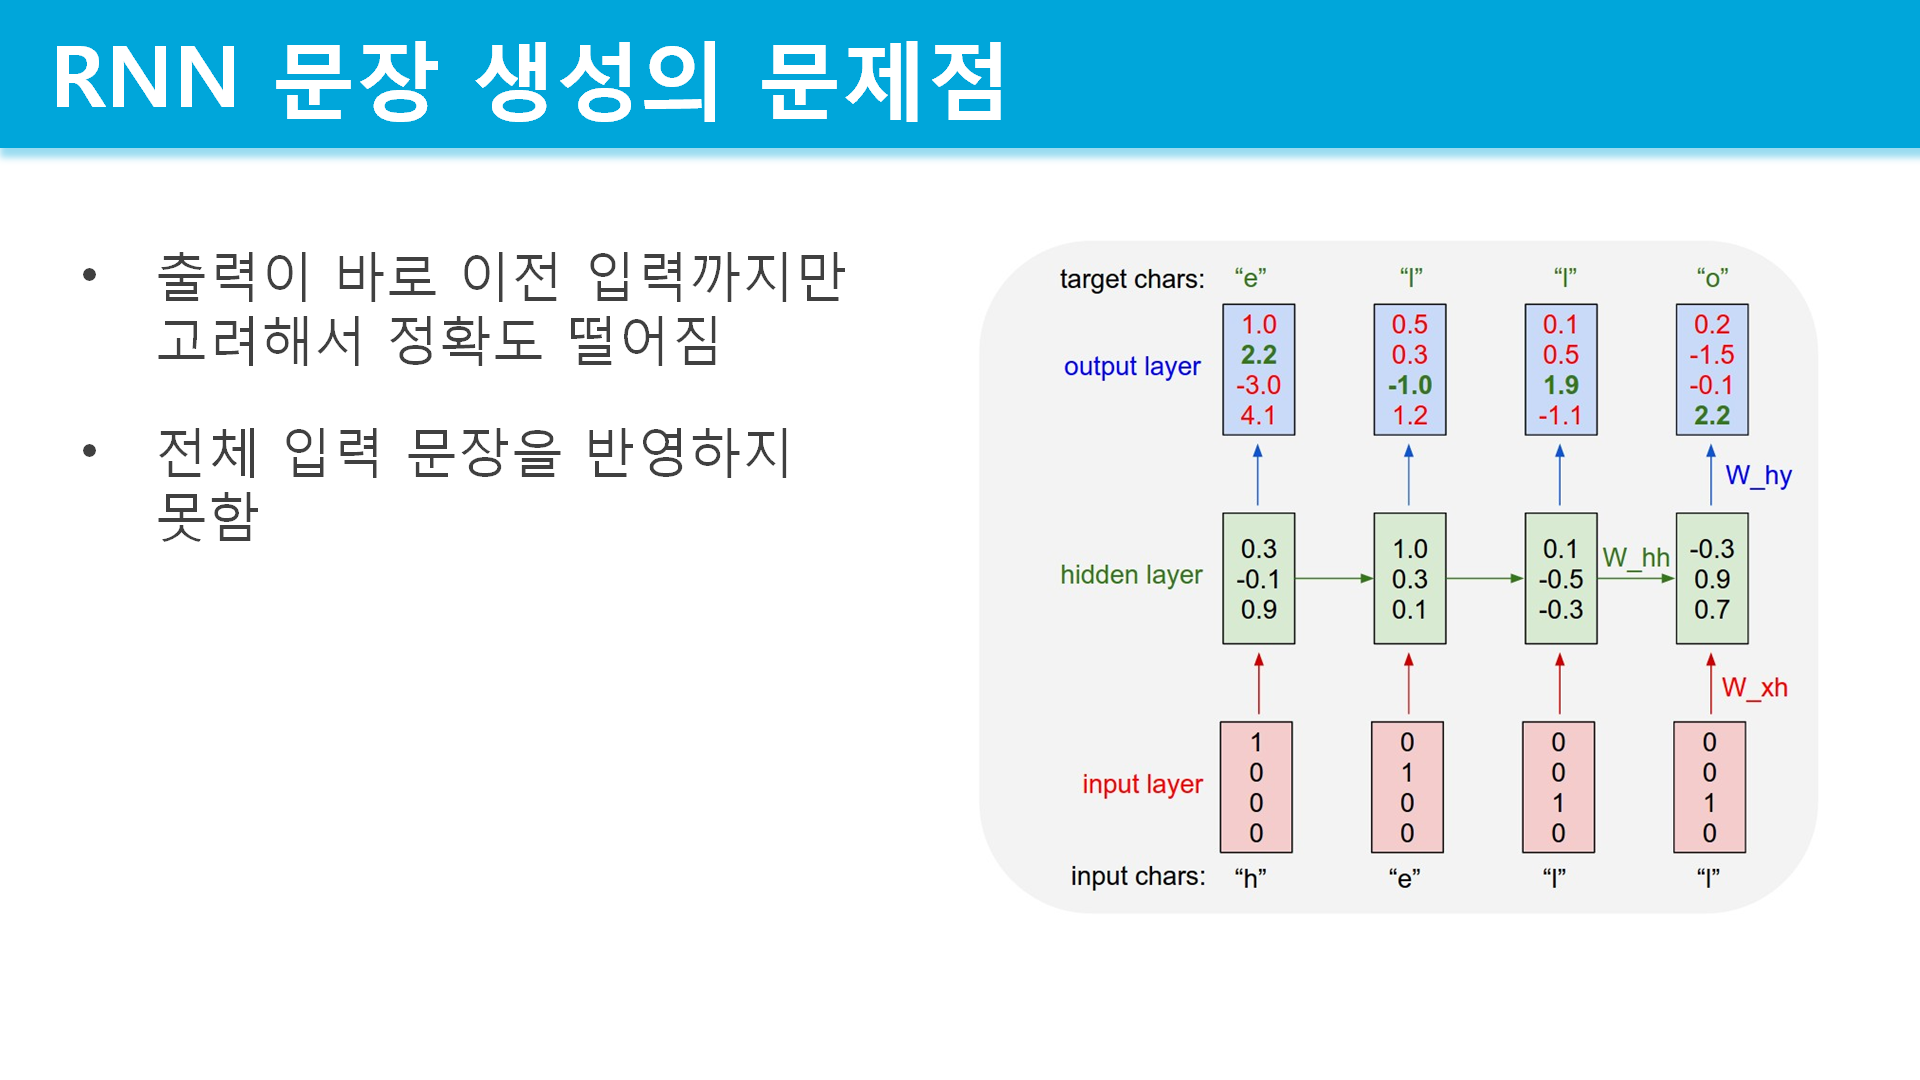 RNN 문장 생성의 문제점
• 출력이 바로 이전 입력까지만
고려해서 정확도 떨어짐
• 전체 입력 문장을 반영하지
못함
target chars: “e” “l” “l” “o”
output layer
1.0 0.5 0.1 0.2
2.2 0.3 0.5 -1.5
-3.0 -1.0 1.9 -0.1
4.1 1.2 -1.1 2.2
W_hy
hidden layer
0.3 1.0 0.1 -0.3
-0.1 0.3 -0.5 0.9
0.9 0.1 -0.3 0.7
W_hh
W_xh
input layer
1 0 0 0
0 1 0 0
0 0 1 1
0 0 0 0
input chars: “h” “e” “l” “l”